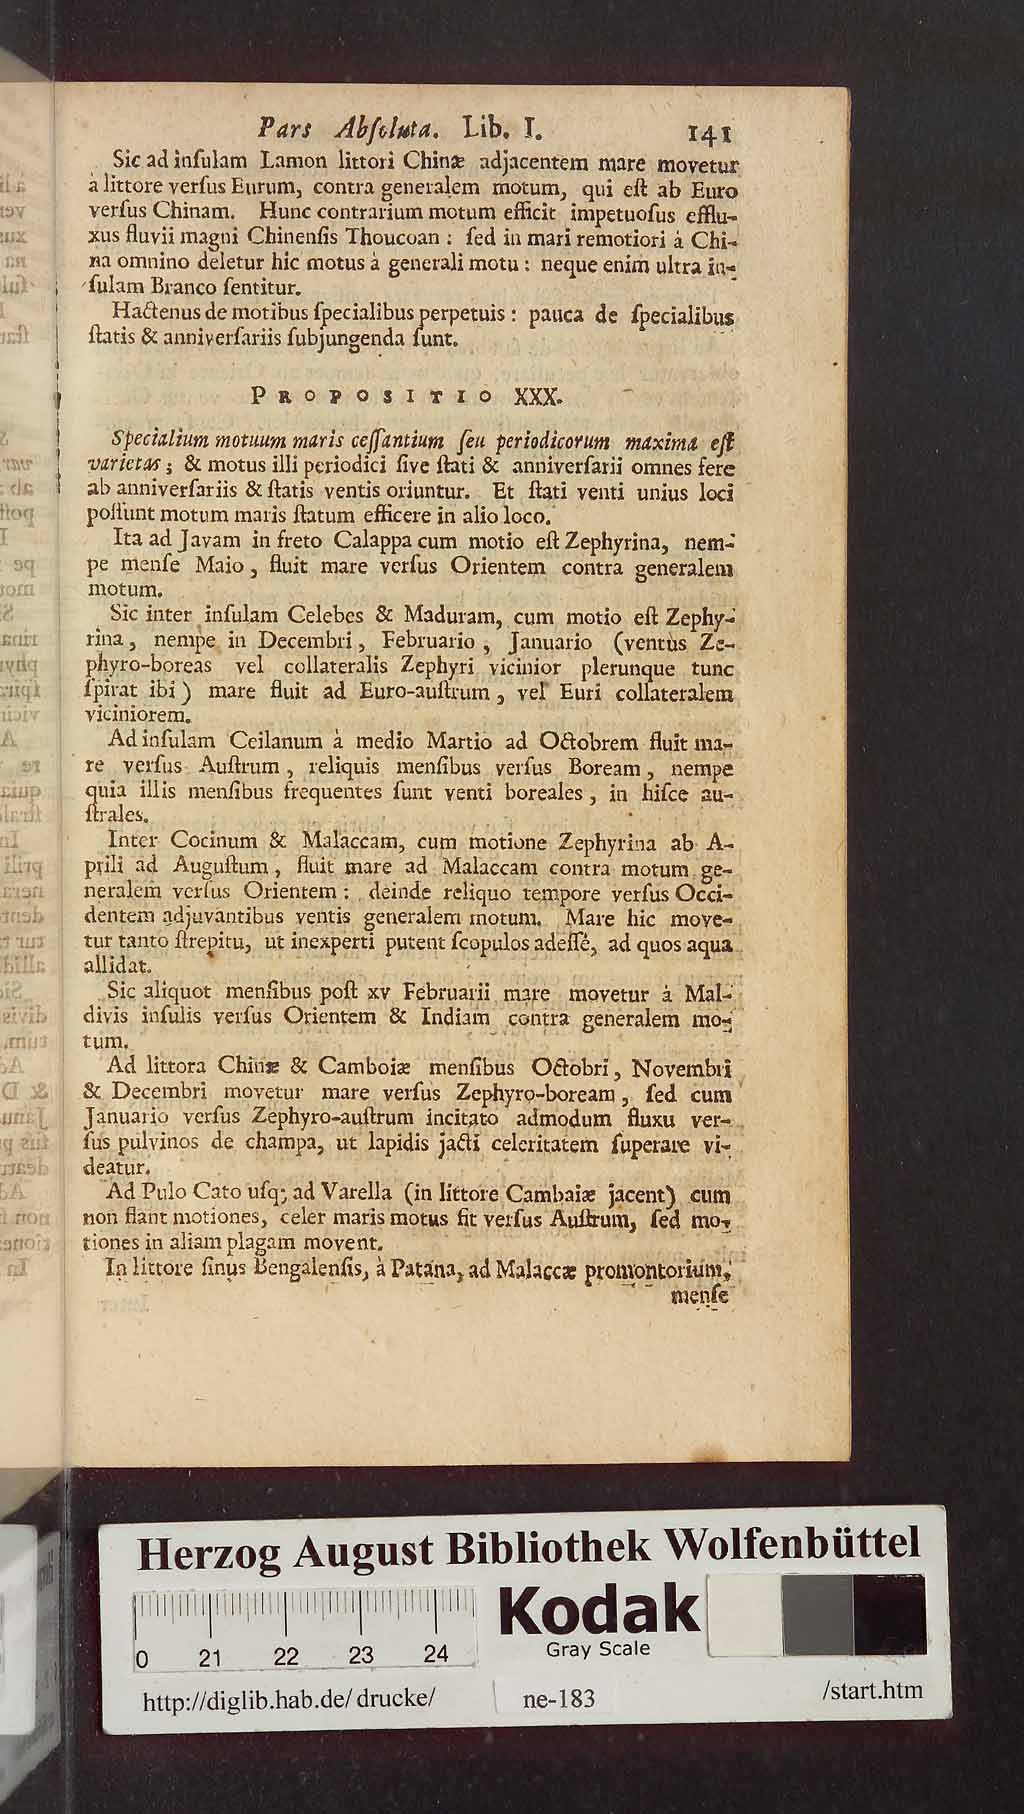 Pars Abſoluta. Lib. I. 141
Sic ad inſulam Lamon littori Chinæ adjacentem mare movetur
à littore verſus Eurum, contra generalem motum, qui eſt ab Euro
verſus Chinam. Hunc contrarium motum efficit impetuoſus efflu-
xus fluvii magni Chinenſis Thoucoan : ſed in mari remotiori à Chi-
na omnino deletur hic motus à generali motu : neque enim ultra in-
ſulam Branco ſentitur.
Hactenus de motibus ſpecialibus perpetuis : pauca de ſpecialibus
ſtatis & anniverſariis ſubjungenda ſunt.
PROPOSITIO XXX.
Specialium motuum maris ceſſantium ſeu periodicorum maxima eſt
varietas ; & motus illi periodici ſive ſtati & anniverſarii omnes fere
ab anniverſariis & ſtatis ventis oriuntur. Et ſtati venti unius loci
poſſunt motum maris ſtatum efficere in alio loco.
Ita ad Javam in freto Calappa cum motio eſt Zephyrina, nem-
pe menſe Maio , fluit mare verſus Orientem contra generalem
motum.
Sic inter inſulam Celebes & Maduram, cum motio eſt Zephy-
rina , nempe in Decembri , Februario , Januario (ventùs Ze-
phyro-boreas vel collateralis Zephyri vicinior plerunque tunc
ſpirat ibi) mare fluit ad Euro-auſtrum , vel Euri collateralem
viciniorem.
Ad inſulam Ceilanum à medio Martio ad Octobrem fluit ma-
re verſus Auſtrum , reliquis menſibus verſus Boream , nempe
quia illis menſibus frequentes ſunt venti boreales , in hiſce au-
ſtrales.
Inter Cocinum & Malaccam, cum motione Zephyrina ab A-
prili ad Auguſtum , fluit mare ad Malaccam contra motum ge-
neralem verſus Orientem : deinde reliquo tempore verſus Occi-
dentem adjuvantibus ventis generalem motum. Mare hic move-
tur tanto ſtrepitu, ut inexperti putent ſcopulos adeſſe, ad quos aqua
allidat.
Sic aliquot menſibus poſt xv Februarii mare movetur à Mal-
divis inſulis verſus Orientem & Indiam contra generalem mo-
tum.
Ad littora Chinæ & Camboiæ menſibus Octobri , Novembri
& Decembri movetur mare verſus Zephyro-boream , ſed cum
Januario verſus Zephyro-auſtrum incitato admodum fluxu ver-
ſus pulvinos de champa, ut lapidis jacti celeritatem ſuperare vi-
deatur.
Ad Pulo Cato uſq; ad Varella (in littore Cambaiæ jacent) cum
non flant motiones, celer maris motus fit verſus Auſtrum, ſed mo-
tiones in aliam plagam movent.
In littore ſinus Bengalenſis, à Patana, ad Malaccæ promontorium,
menſe
Herzog August Bibliothek Wolfenbüttel
0 21 22 23 24
Kodak
Gray Scale
http://diglib.hab.de/ drucke/ ne-183 /start.htm